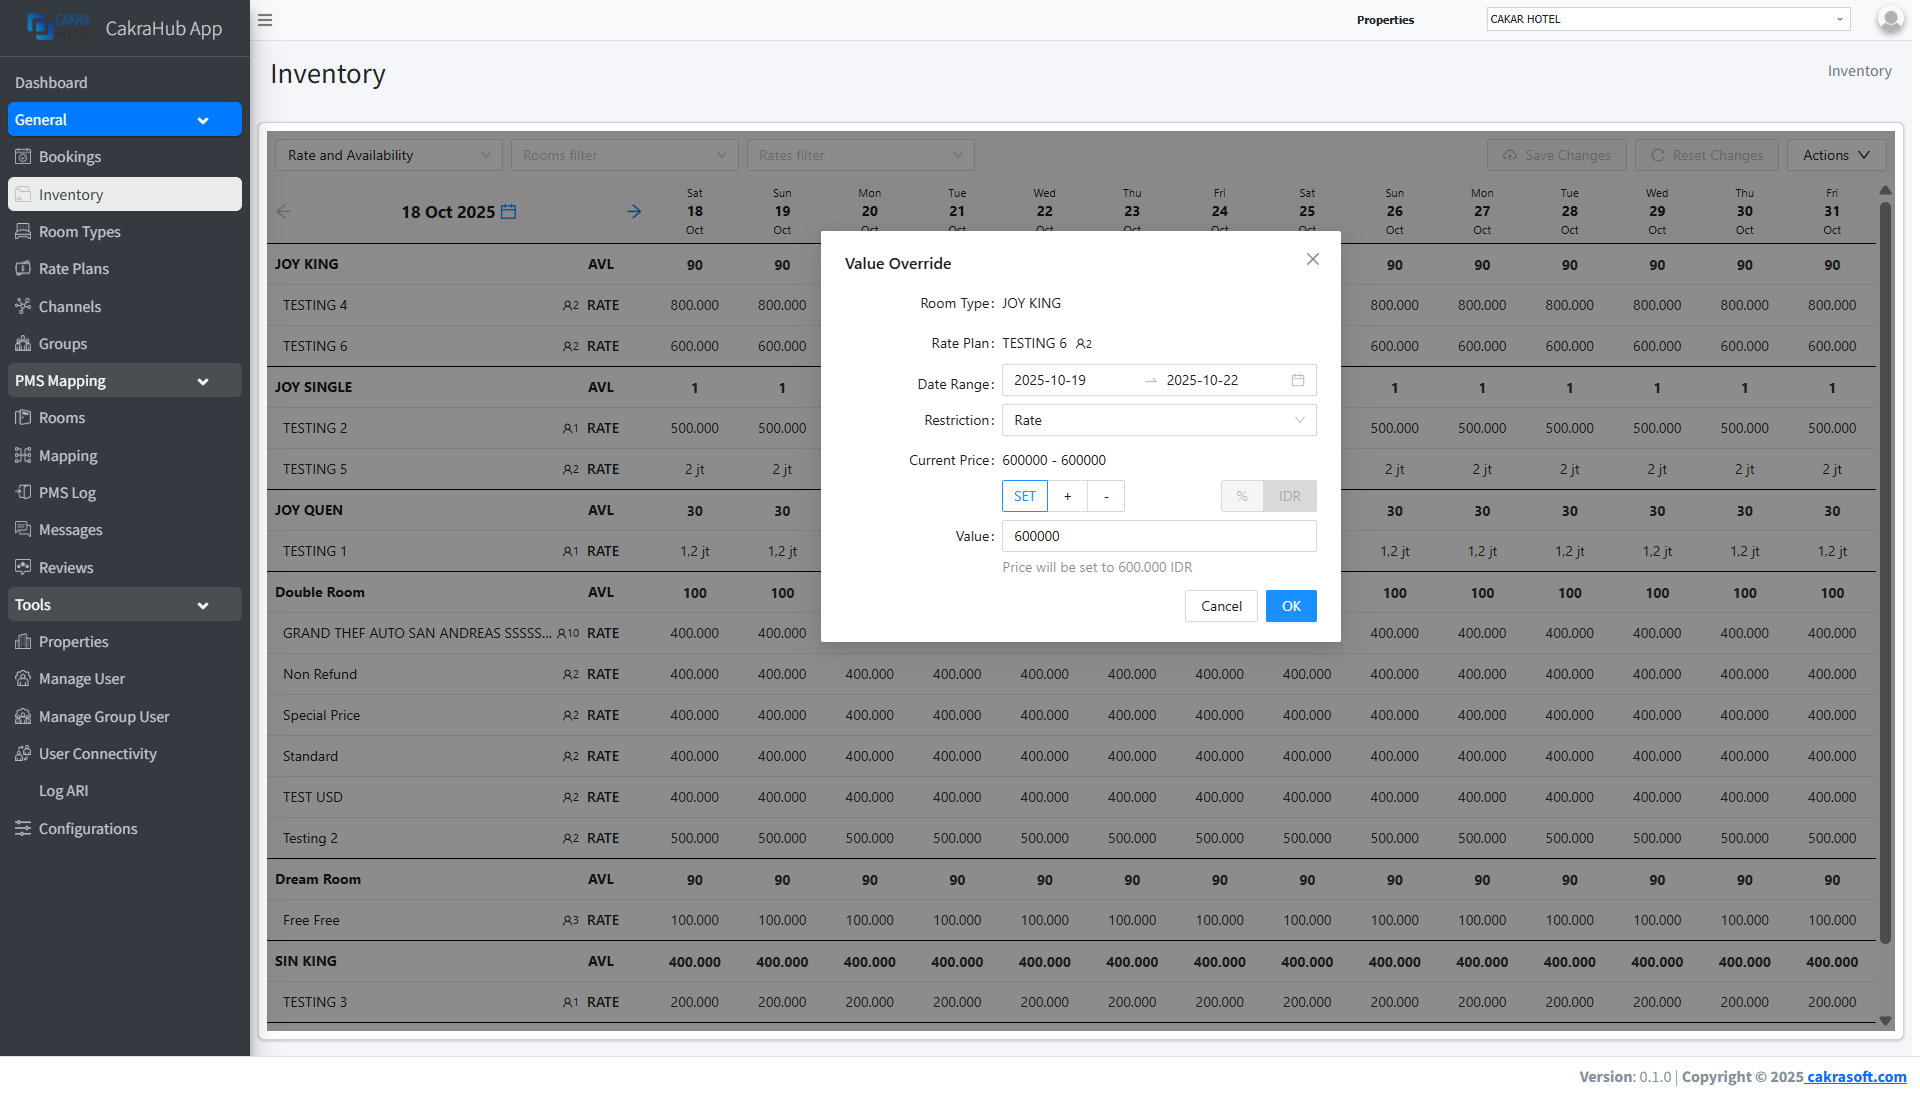 CAKRA HUB CakraHub App
Properties CAKAR HOTEL
Inventory
Inventory
Dashboard
General
Bookings
Inventory
Room Types
Rate Plans
Channels
Groups
PMS Mapping
Rooms
Mapping
PMS Log
Messages
Reviews
Tools
Properties
Manage User
Manage Group User
User Connectivity
Log ARI
Configurations
Rate and Availability Rooms filter Rates filter Save Changes Reset Changes Actions
Sat Sun Mon Tue Wed Thu Fri Sat Sun Mon Tue Wed Thu Fri
18 Oct 2025 18 19 20 21 22 23 24 25 26 27 28 29 30 31
Oct Oct Oct Oct Oct Oct Oct Oct Oct Oct Oct Oct Oct Oct
JOY KING AVL 90 90 90 90 90 90 90 90
TESTING 4 2 RATE 800.000 800.000 800.000 800.000 800.000 800.000 800.000 800.000
TESTING 6 2 RATE 600.000 600.000 600.000 600.000 600.000 600.000 600.000 600.000
JOY SINGLE AVL 1 1 1 1 1 1 1 1
TESTING 2 1 RATE 500.000 500.000 500.000 500.000 500.000 500.000 500.000 500.000
TESTING 5 2 RATE 2 jt 2 jt 2 jt 2 jt 2 jt 2 jt 2 jt 2 jt
JOY QUEN AVL 30 30 30 30 30 30 30 30
TESTING 1 1 RATE 1,2 jt 1,2 jt 1,2 jt 1,2 jt 1,2 jt 1,2 jt 1,2 jt 1,2 jt
Double Room AVL 100 100 100 100 100 100 100 100
GRAND THEF AUTO SAN ANDREAS SSSSS... 10 RATE 400.000 400.000 400.000 400.000 400.000 400.000 400.000 400.000
Non Refund 2 RATE 400.000 400.000 400.000 400.000 400.000 400.000 400.000 400.000 400.000 400.000 400.000 400.000 400.000 400.000
Special Price 2 RATE 400.000 400.000 400.000 400.000 400.000 400.000 400.000 400.000 400.000 400.000 400.000 400.000 400.000 400.000
Standard 2 RATE 400.000 400.000 400.000 400.000 400.000 400.000 400.000 400.000 400.000 400.000 400.000 400.000 400.000 400.000
TEST USD 2 RATE 400.000 400.000 400.000 400.000 400.000 400.000 400.000 400.000 400.000 400.000 400.000 400.000 400.000 400.000
Testing 2 2 RATE 500.000 500.000 500.000 500.000 500.000 500.000 500.000 500.000 500.000 500.000 500.000 500.000 500.000 500.000
Dream Room AVL 90 90 90 90 90 90 90 90 90 90 90 90 90 90
Free Free 3 RATE 100.000 100.000 100.000 100.000 100.000 100.000 100.000 100.000 100.000 100.000 100.000 100.000 100.000 100.000
SIN KING AVL 400.000 400.000 400.000 400.000 400.000 400.000 400.000 400.000 400.000 400.000 400.000 400.000 400.000 400.000
TESTING 3 1 RATE 200.000 200.000 200.000 200.000 200.000 200.000 200.000 200.000 200.000 200.000 200.000 200.000 200.000 200.000
Value Override
Room Type: JOY KING
Rate Plan: TESTING 6 2
Date Range: 2025-10-19 → 2025-10-22
Restriction: Rate
Current Price: 600000 - 600000
SET + - % IDR
Value: 600000
Price will be set to 600.000 IDR
Cancel OK
Version: 0.1.0 | Copyright © 2025 cakrasoft.com